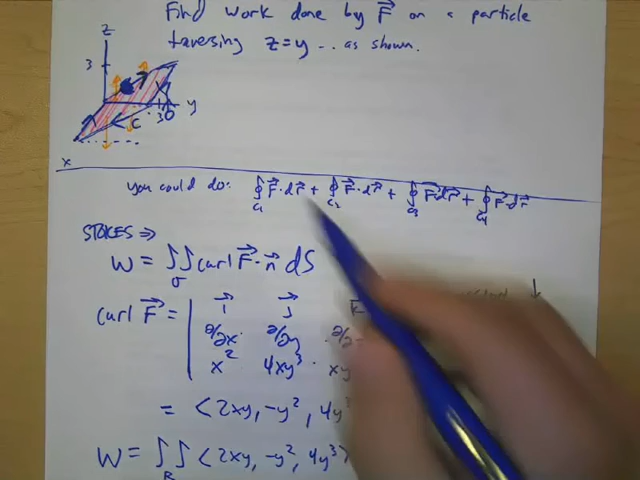 Find work done by F⃗ on a particle
traversing z=y .. as shown.
z
3
y
3
C
x
you could do: ∮C₁ F⃗·dr⃗ + ∮C₂ F⃗·dr⃗ + ∮C₃ F⃗·dr⃗ + ∮C₄ F⃗·dr⃗
STOKES ⇒
W = ∬σ curl F⃗ · n⃗ dS
curl F⃗ = | i⃗ j⃗ k
∂/∂x ∂/∂y ∂/∂
x² 4xy³ xy
= <2xy, -y², 4y³
W = ∬R <2xy, -y², 4y³>